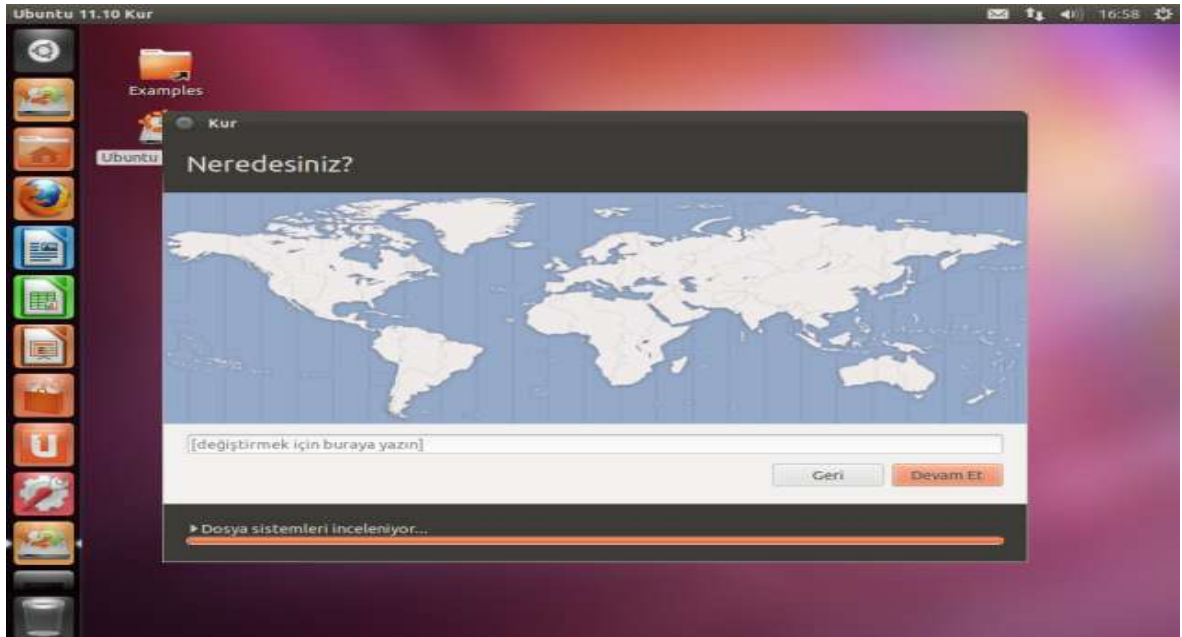 Ubuntu 11.10 Kur
16:58
Examples
Ubuntu
Kur
Neredesiniz?
[değiştirmek için buraya yazın]
Geri
Devam Et
Dosya sistemleri inceleniyor...